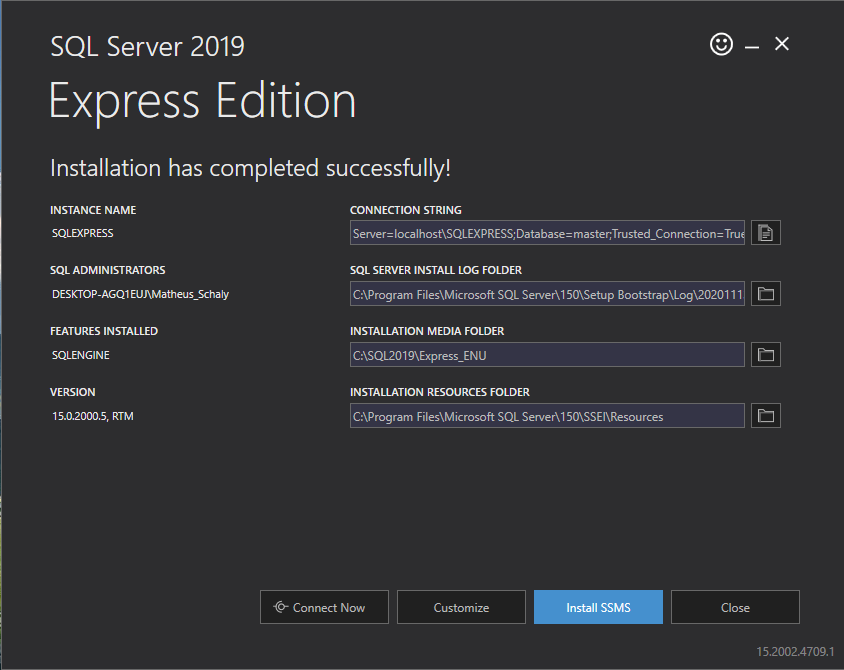 SQL Server 2019
Express Edition
Installation has completed successfully!
INSTANCE NAME
SQLEXPRESS
CONNECTION STRING
Server=localhost\SQLEXPRESS;Database=master;Trusted_Connection=True
SQL ADMINISTRATORS
DESKTOP-AGQ1EUJ\Matheus_Schaly
SQL SERVER INSTALL LOG FOLDER
C:\Program Files\Microsoft SQL Server\150\Setup Bootstrap\Log\2020111
FEATURES INSTALLED
SQLENGINE
INSTALLATION MEDIA FOLDER
C:\SQL2019\Express_ENU
VERSION
15.0.2000.5, RTM
INSTALLATION RESOURCES FOLDER
C:\Program Files\Microsoft SQL Server\150\SSEI\Resources
Connect Now
Customize
Install SSMS
Close
15.2002.4709.1